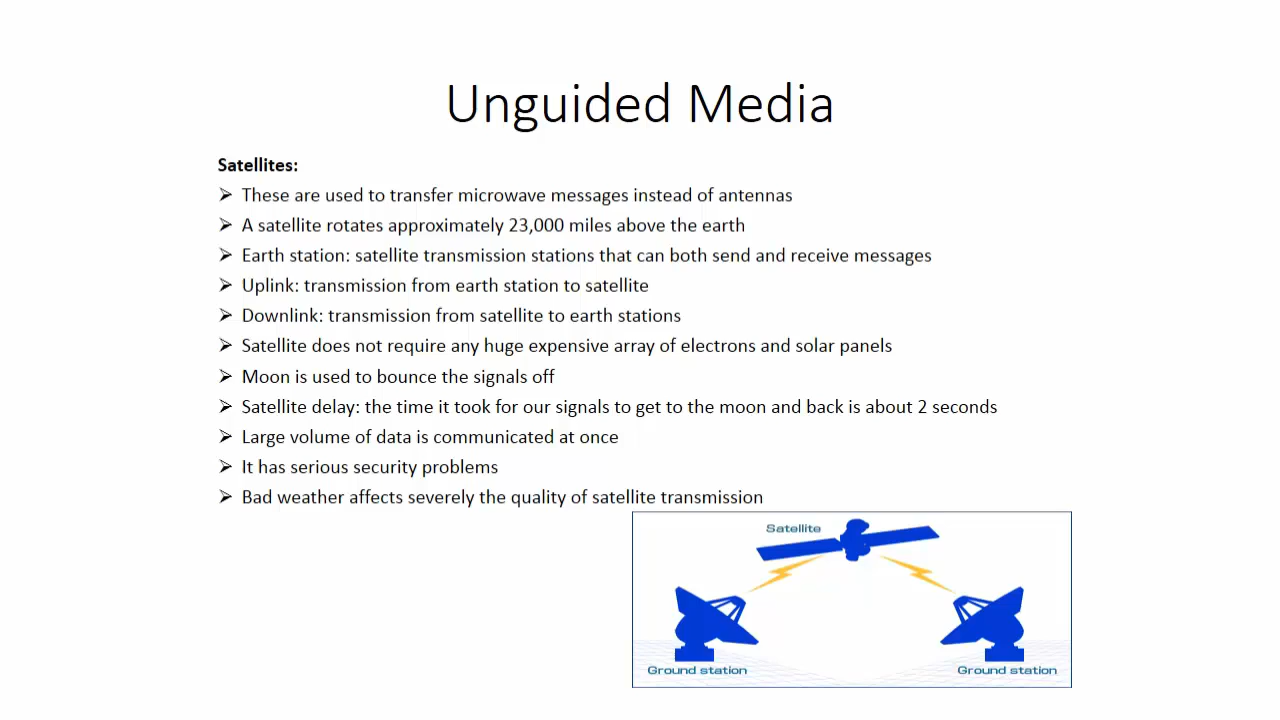 Unguided Media
Satellites:
➢ These are used to transfer microwave messages instead of antennas
➢ A satellite rotates approximately 23,000 miles above the earth
➢ Earth station: satellite transmission stations that can both send and receive messages
➢ Uplink: transmission from earth station to satellite
➢ Downlink: transmission from satellite to earth stations
➢ Satellite does not require any huge expensive array of electrons and solar panels
➢ Moon is used to bounce the signals off
➢ Satellite delay: the time it took for our signals to get to the moon and back is about 2 seconds
➢ Large volume of data is communicated at once
➢ It has serious security problems
➢ Bad weather affects severely the quality of satellite transmission
Satellite
Ground station
Ground station